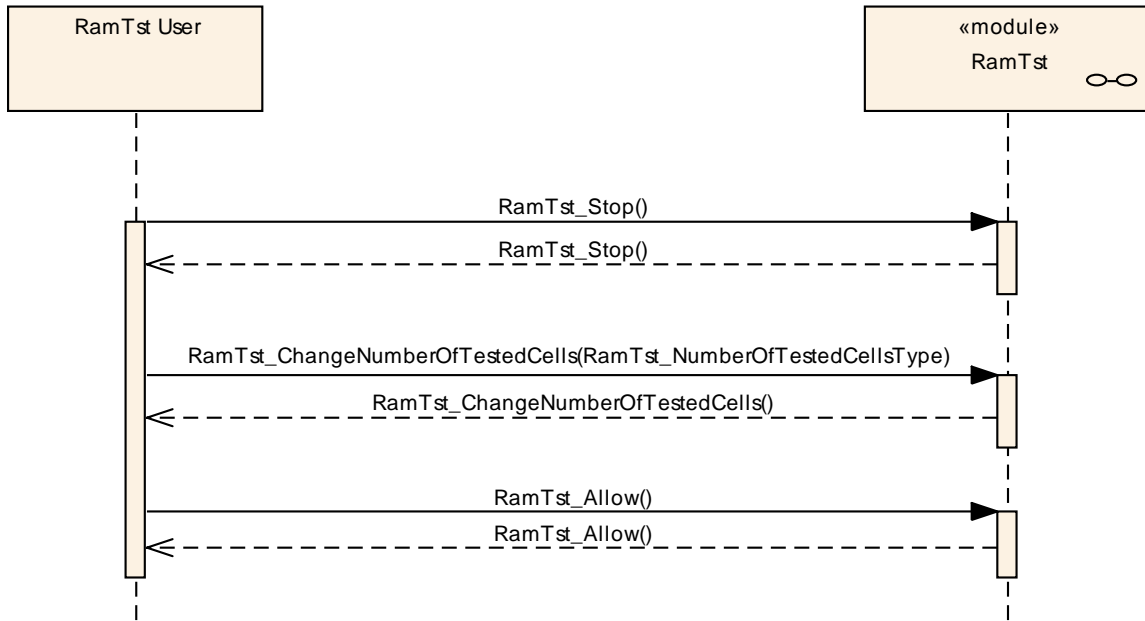 RamTst User
«module»
RamTst
RamTst_Stop()
RamTst_Stop()
RamTst_ChangeNumberOfTestedCells(RamTst_NumberOfTestedCellsType)
RamTst_ChangeNumberOfTestedCells()
RamTst_Allow()
RamTst_Allow()